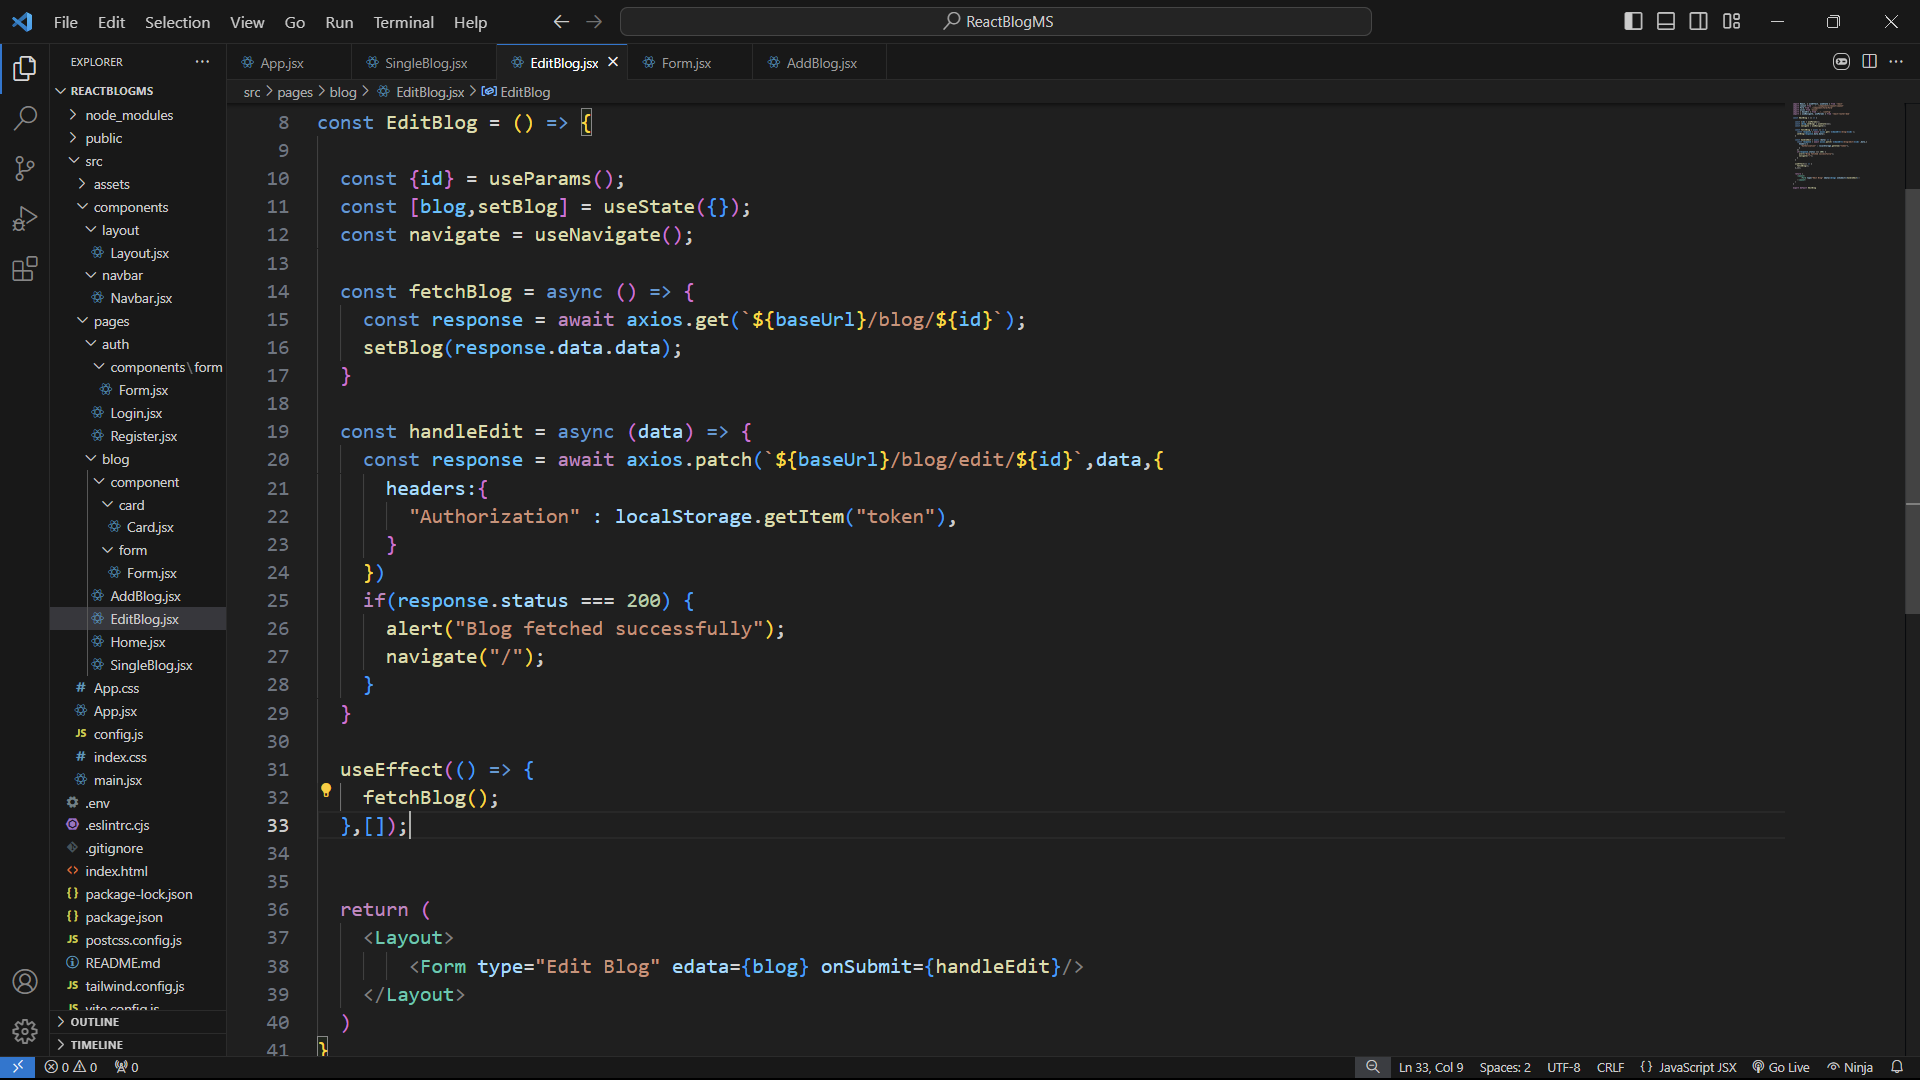 File Edit Selection View Go Run Terminal Help
ReactBlogMS
EXPLORER
REACTBLOGMS
node_modules
public
src
assets
components
layout
Layout.jsx
navbar
Navbar.jsx
pages
auth
components\form
Form.jsx
Login.jsx
Register.jsx
blog
component
card
Card.jsx
form
Form.jsx
AddBlog.jsx
EditBlog.jsx
Home.jsx
SingleBlog.jsx
# App.css
App.jsx
JS config.js
# index.css
main.jsx
.env
.eslintrc.cjs
.gitignore
index.html
{} package-lock.json
{} package.json
JS postcss.config.js
README.md
JS tailwind.config.js
JS vite.config.js
OUTLINE
TIMELINE
App.jsx SingleBlog.jsx EditBlog.jsx Form.jsx AddBlog.jsx
src > pages > blog > EditBlog.jsx > EditBlog
8 const EditBlog = () => {
9
10 const {id} = useParams();
11 const [blog,setBlog] = useState({});
12 const navigate = useNavigate();
13
14 const fetchBlog = async () => {
15 const response = await axios.get(`${baseUrl}/blog/${id}`);
16 setBlog(response.data.data);
17 }
18
19 const handleEdit = async (data) => {
20 const response = await axios.patch(`${baseUrl}/blog/edit/${id}`,data,{
21 headers:{
22 "Authorization" : localStorage.getItem("token"),
23 }
24 })
25 if(response.status === 200) {
26 alert("Blog fetched successfully");
27 navigate("/");
28 }
29 }
30
31 useEffect(() => {
32 fetchBlog();
33 },[]);
34
35
36 return (
37 <Layout>
38 <Form type="Edit Blog" edata={blog} onSubmit={handleEdit}/>
39 </Layout>
40 )
41 }
0 0 0 Ln 33, Col 9 Spaces: 2 UTF-8 CRLF {} JavaScript JSX Go Live Ninja